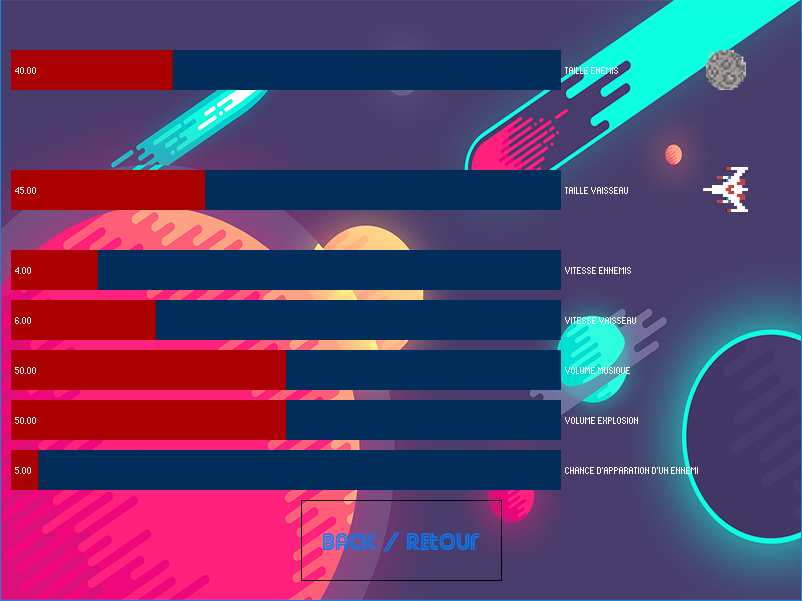 40.00 TAILLE ENEMIS
45.00 TAILLE VAISSEAU
4.00 VITESSE ENNEMIS
6.00 VITESSE VAISSEAU
50.00 VOLUME MUSIQUE
50.00 VOLUME EXPLOSION
5.00 CHANCE D'APPARATION D'UN ENNEMI
BACK / RETOUR